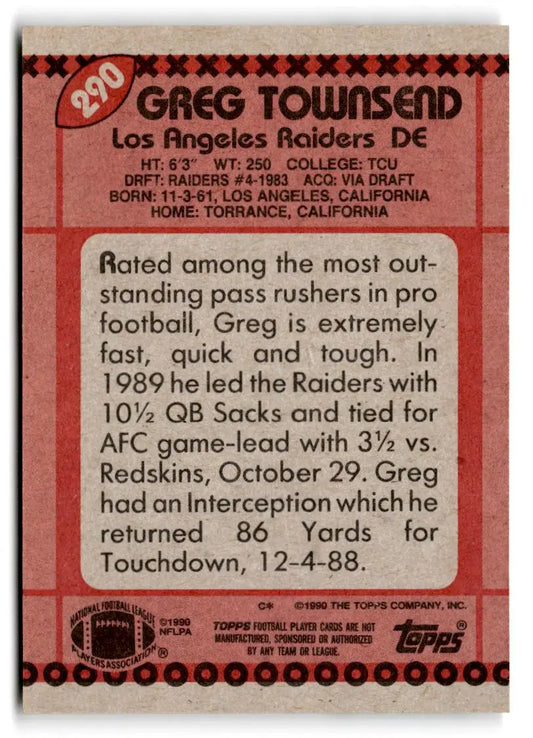 290
GREG TOWNSEND
Los Angeles Raiders DE
HT: 6'3" WT: 250 COLLEGE: TCU
DRFT: RAIDERS #4-1983 ACQ: VIA DRAFT
BORN: 11-3-61, LOS ANGELES, CALIFORNIA
HOME: TORRANCE, CALIFORNIA
Rated among the most out-
standing pass rushers in pro
football, Greg is extremely
fast, quick and tough. In
1989 he led the Raiders with
10½ QB Sacks and tied for
AFC game-lead with 3½ vs.
Redskins, October 29. Greg
had an Interception which he
returned 86 Yards for
Touchdown, 12-4-88.
C* ©1990 THE TOPPS COMPANY, INC.
NATIONAL FOOTBALL LEAGUE
PLAYERS ASSOCIATION ®
©1990
NFLPA
TOPPS FOOTBALL PLAYER CARDS ARE NOT
MANUFACTURED, SPONSORED OR AUTHORIZED
BY ANY TEAM OR LEAGUE.
topps®